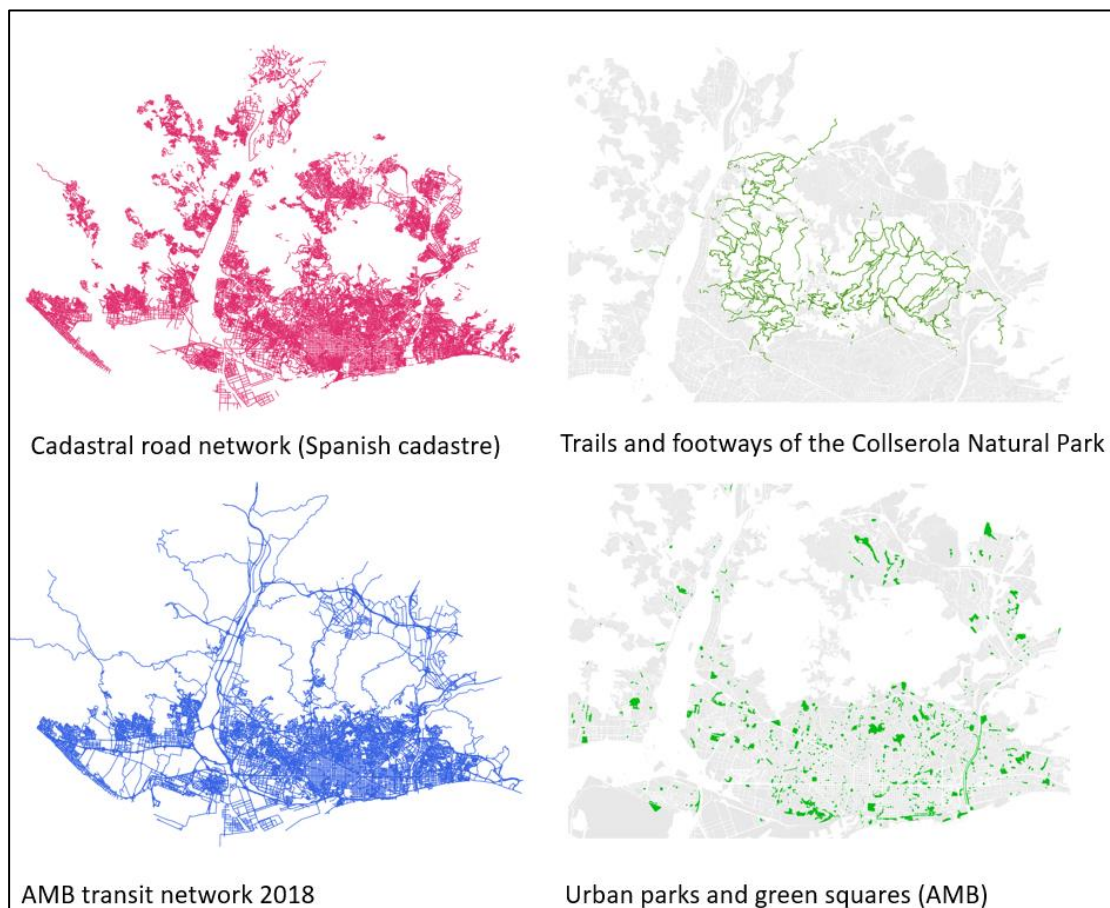 Cadastral road network (Spanish cadastre)
Trails and footways of the Collserola Natural Park
AMB transit network 2018
Urban parks and green squares (AMB)